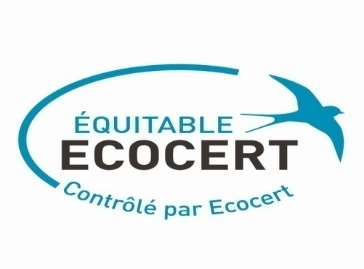 ÉQUITABLE
ECOCERT
Contrôlé par Ecocert